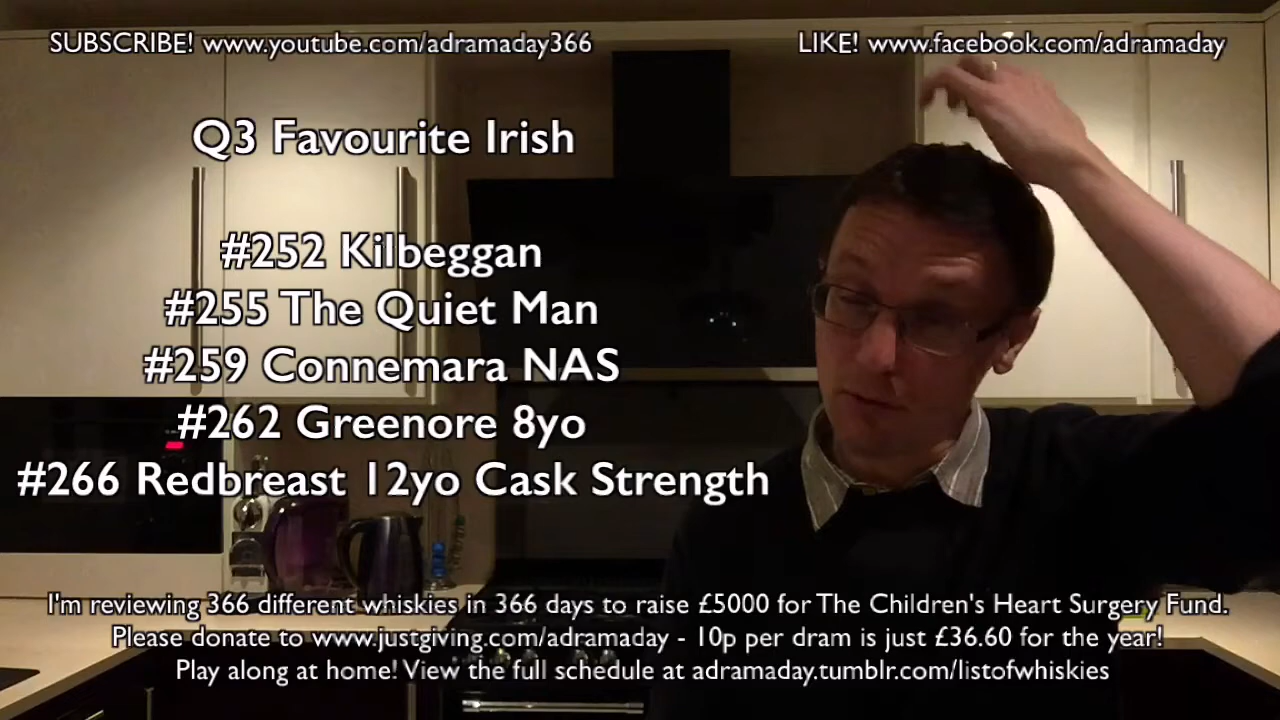 SUBSCRIBE! www.youtube.com/adramaday366
LIKE! www.facebook.com/adramaday
Q3 Favourite Irish
#252 Kilbeggan
#255 The Quiet Man
#259 Connemara NAS
#262 Greenore 8yo
#266 Redbreast 12yo Cask Strength
I'm reviewing 366 different whiskies in 366 days to raise £5000 for The Children's Heart Surgery Fund.
Please donate to www.justgiving.com/adramaday - 10p per dram is just £36.60 for the year!
Play along at home! View the full schedule at adramaday.tumblr.com/listofwhiskies